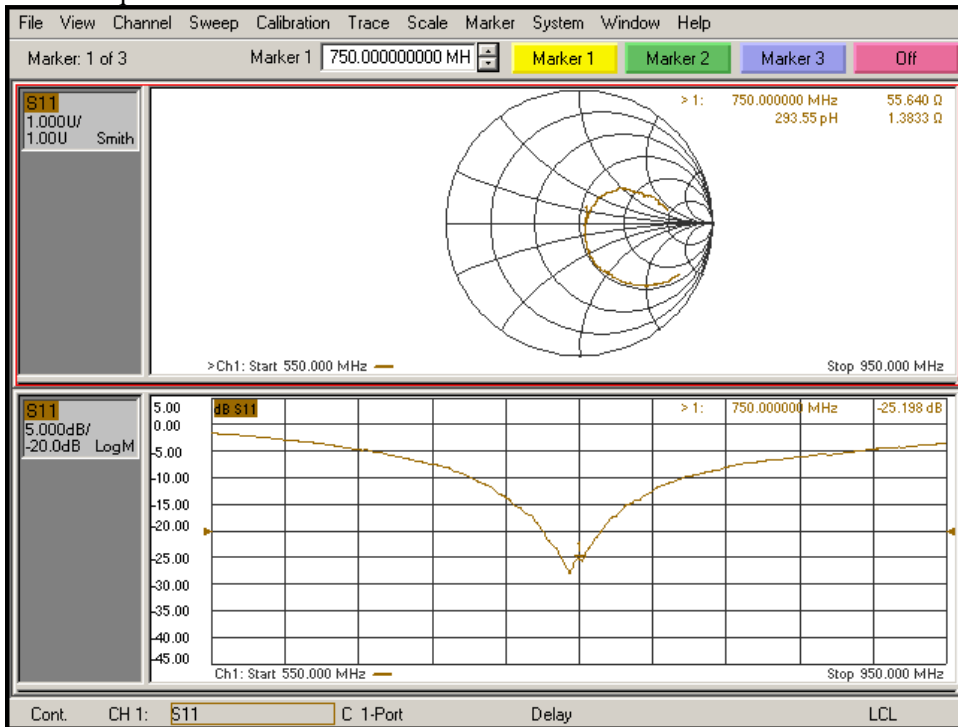 File View Channel Sweep Calibration Trace Scale Marker System Window Help
Marker: 1 of 3 Marker 1 750.000000000 MH Marker 1 Marker 2 Marker 3 Off
S11
1.000U/
1.00U Smith
> 1: 750.000000 MHz 55.640 Ω
293.55 pH 1.3833 Ω
>Ch1: Start 550.000 MHz Stop 950.000 MHz
S11
5.000dB/
-20.0dB LogM
dB S11
> 1: 750.000000 MHz -25.198 dB
5.00
0.00
-5.00
-10.00
-15.00
-20.00
-25.00
-30.00
-35.00
-40.00
-45.00
Ch1: Start 550.000 MHz Stop 950.000 MHz
Cont. CH 1: S11 C 1-Port Delay LCL